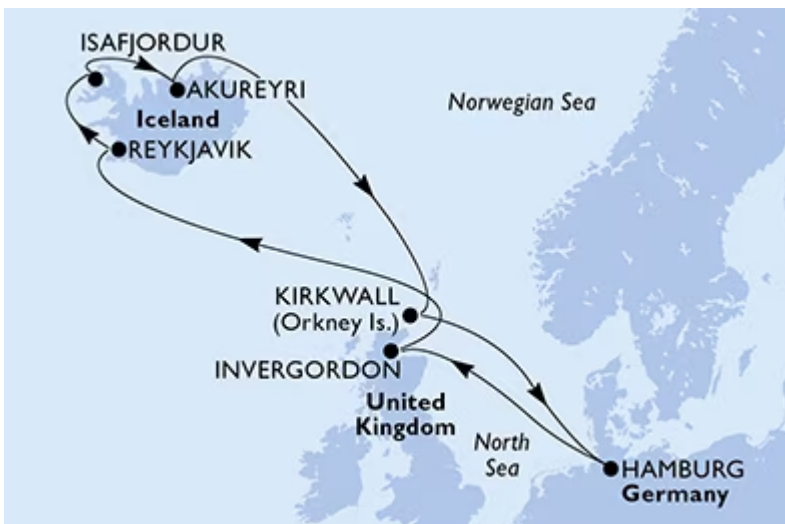 ISAFJORDUR
AKUREYRI
Iceland
REYKJAVIK
Norwegian Sea
KIRKWALL
(Orkney Is.)
INVERGORDON
United
Kingdom
North
Sea
HAMBURG
Germany